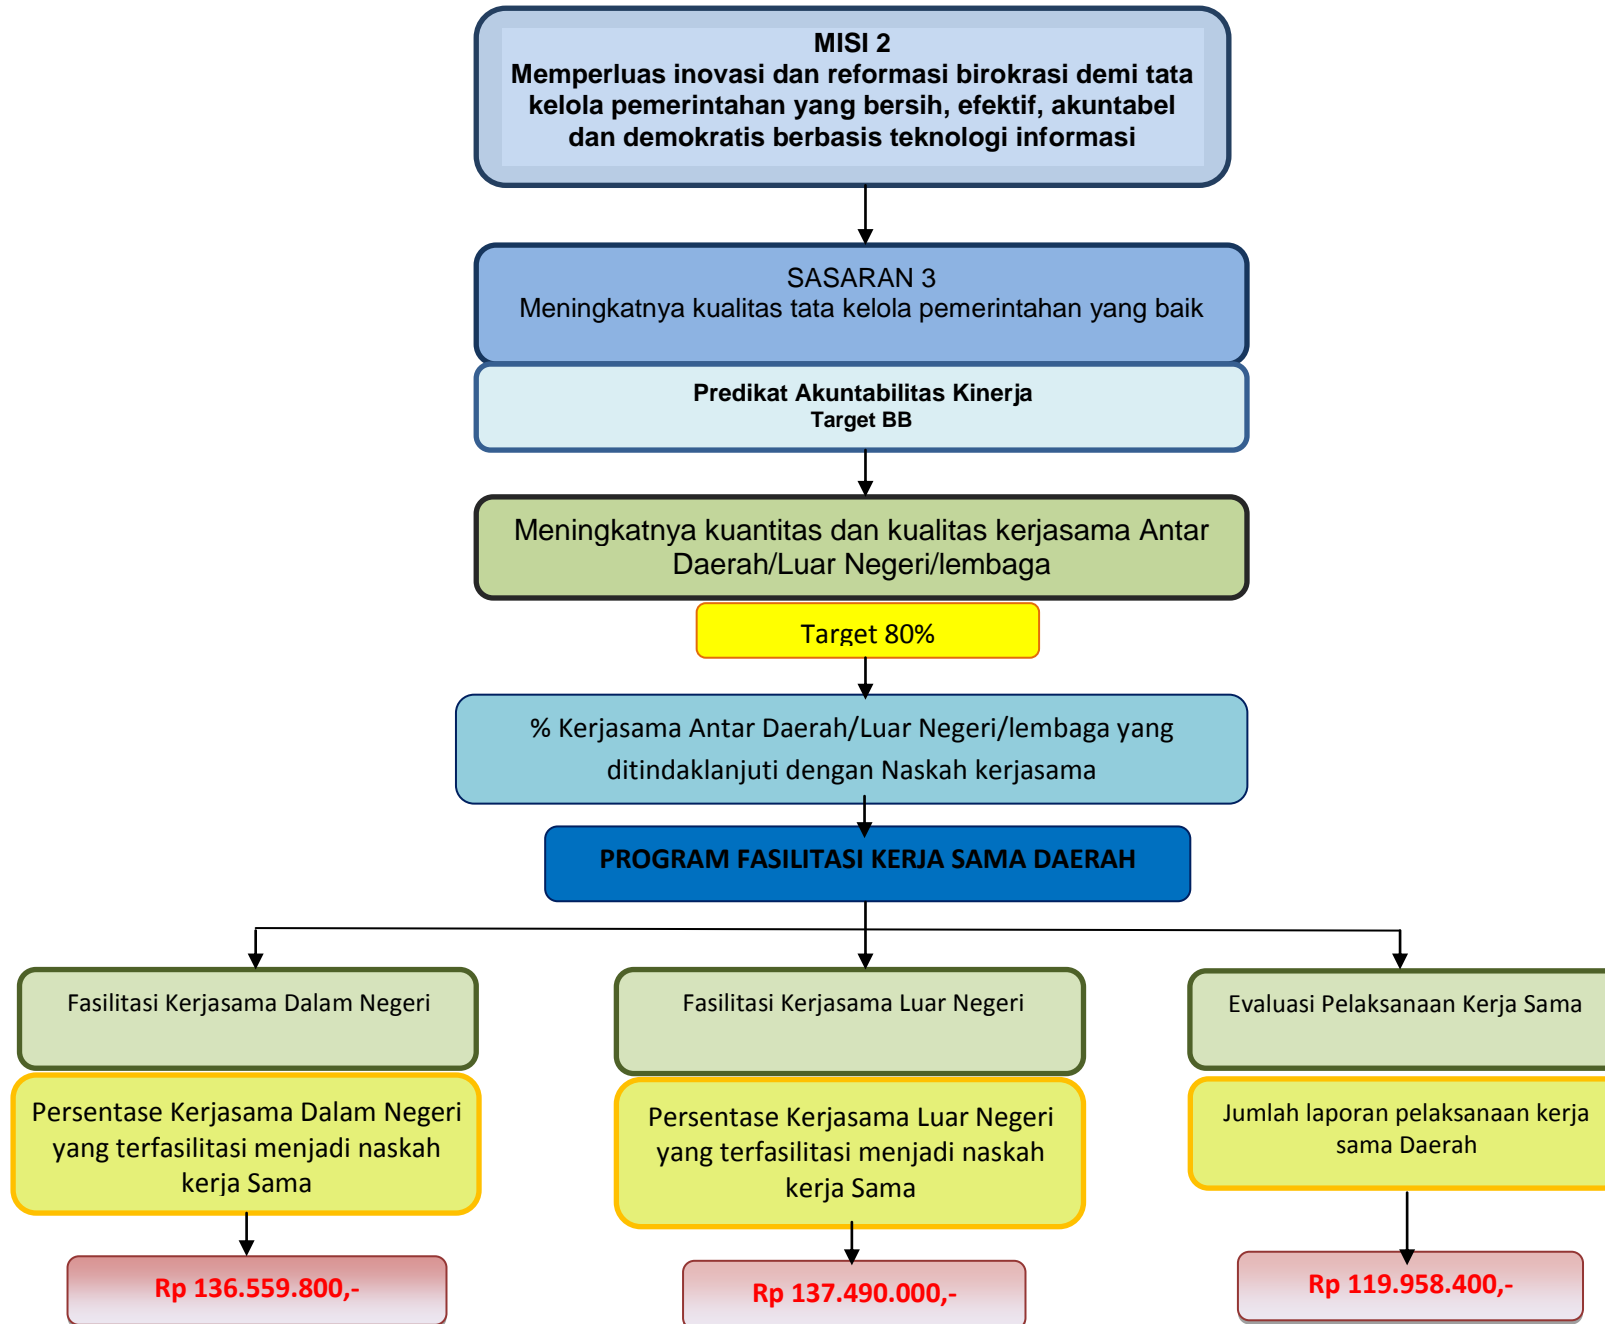 MISI 2
Memperluas inovasi dan reformasi birokrasi demi tata
kelola pemerintahan yang bersih, efektif, akuntabel
dan demokratis berbasis teknologi informasi
SASARAN 3
Meningkatnya kualitas tata kelola pemerintahan yang baik
Predikat Akuntabilitas Kinerja
Target BB
Meningkatnya kuantitas dan kualitas kerjasama Antar
Daerah/Luar Negeri/lembaga
Target 80%
% Kerjasama Antar Daerah/Luar Negeri/lembaga yang
ditindaklanjuti dengan Naskah kerjasama
PROGRAM FASILITASI KERJA SAMA DAERAH
Fasilitasi Kerjasama Dalam Negeri
Persentase Kerjasama Dalam Negeri
yang terfasilitasi menjadi naskah
kerja Sama
Rp 136.559.800,-
Fasilitasi Kerjasama Luar Negeri
Persentase Kerjasama Luar Negeri
yang terfasilitasi menjadi naskah
kerja Sama
Rp 137.490.000,-
Evaluasi Pelaksanaan Kerja Sama
Jumlah laporan pelaksanaan kerja
sama Daerah
Rp 119.958.400,-